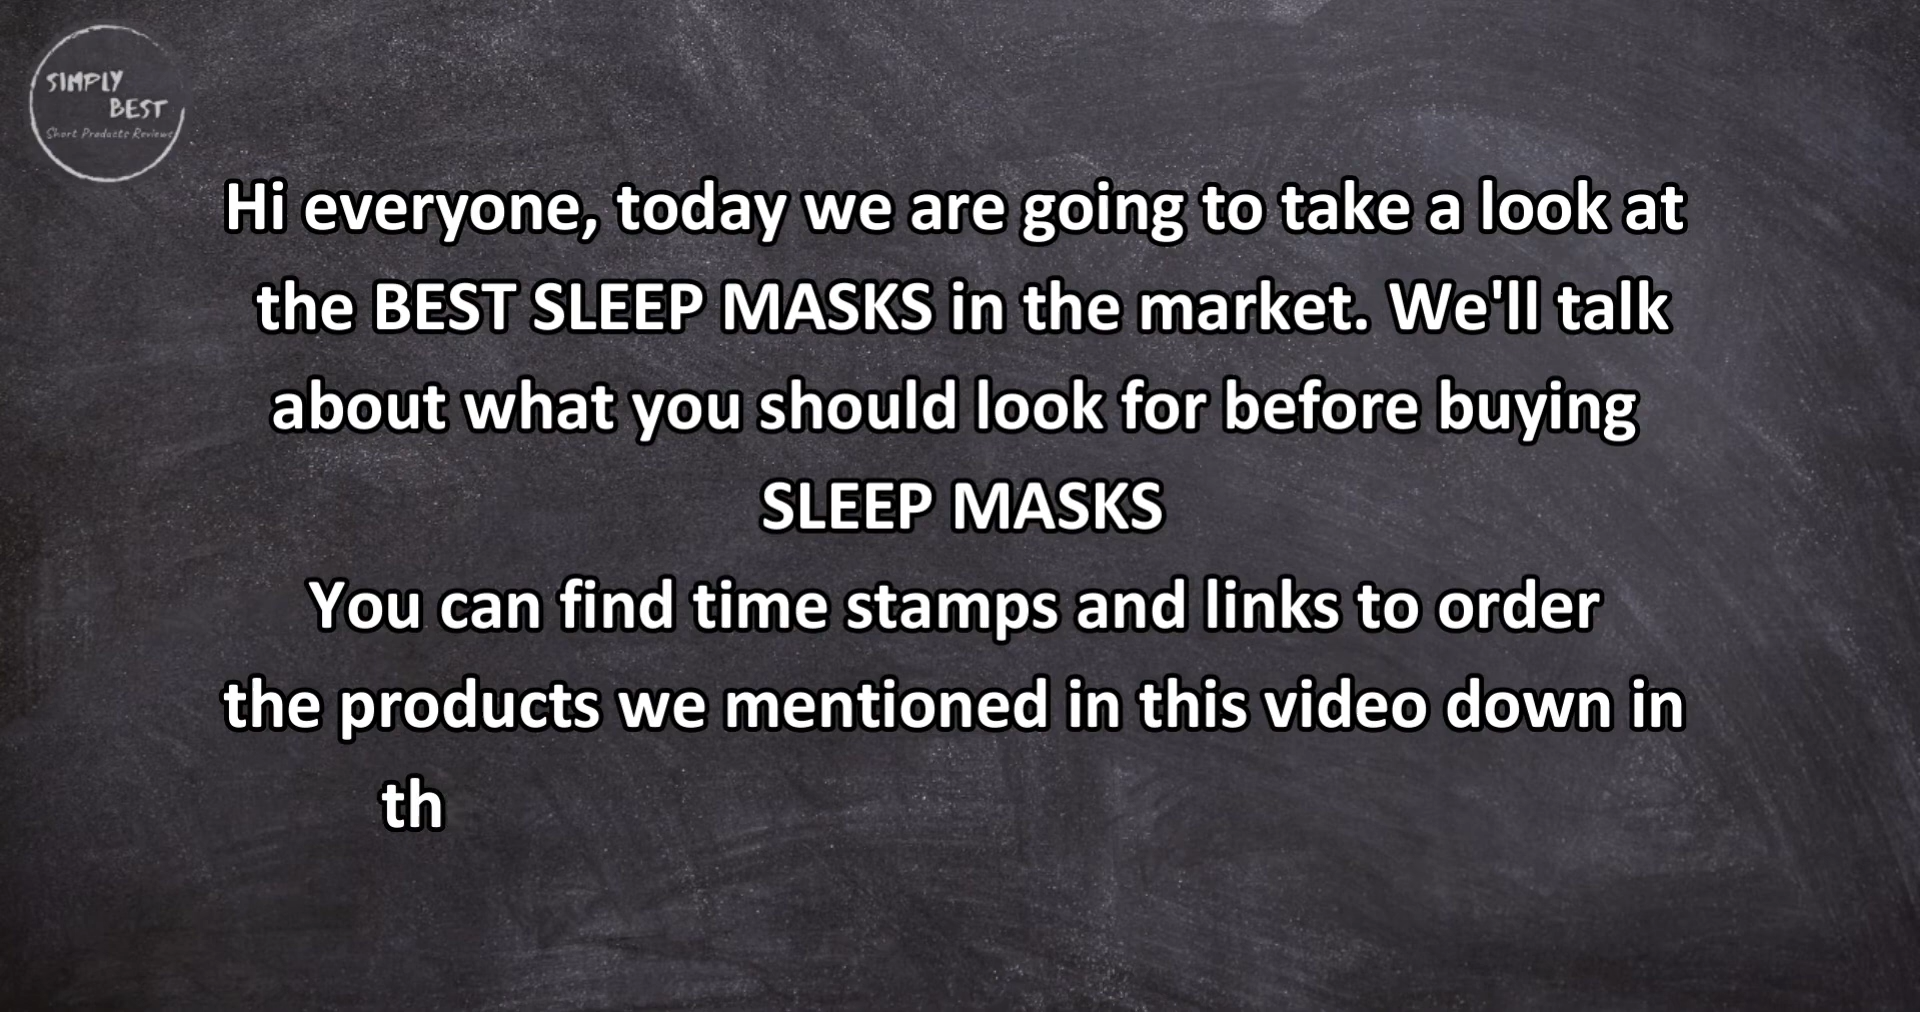 SIMPLY
BEST
Short Products Reviews
Hi everyone, today we are going to take a look at
the BEST SLEEP MASKS in the market. We'll talk
about what you should look for before buying
SLEEP MASKS
You can find time stamps and links to order
the products we mentioned in this video down in
th